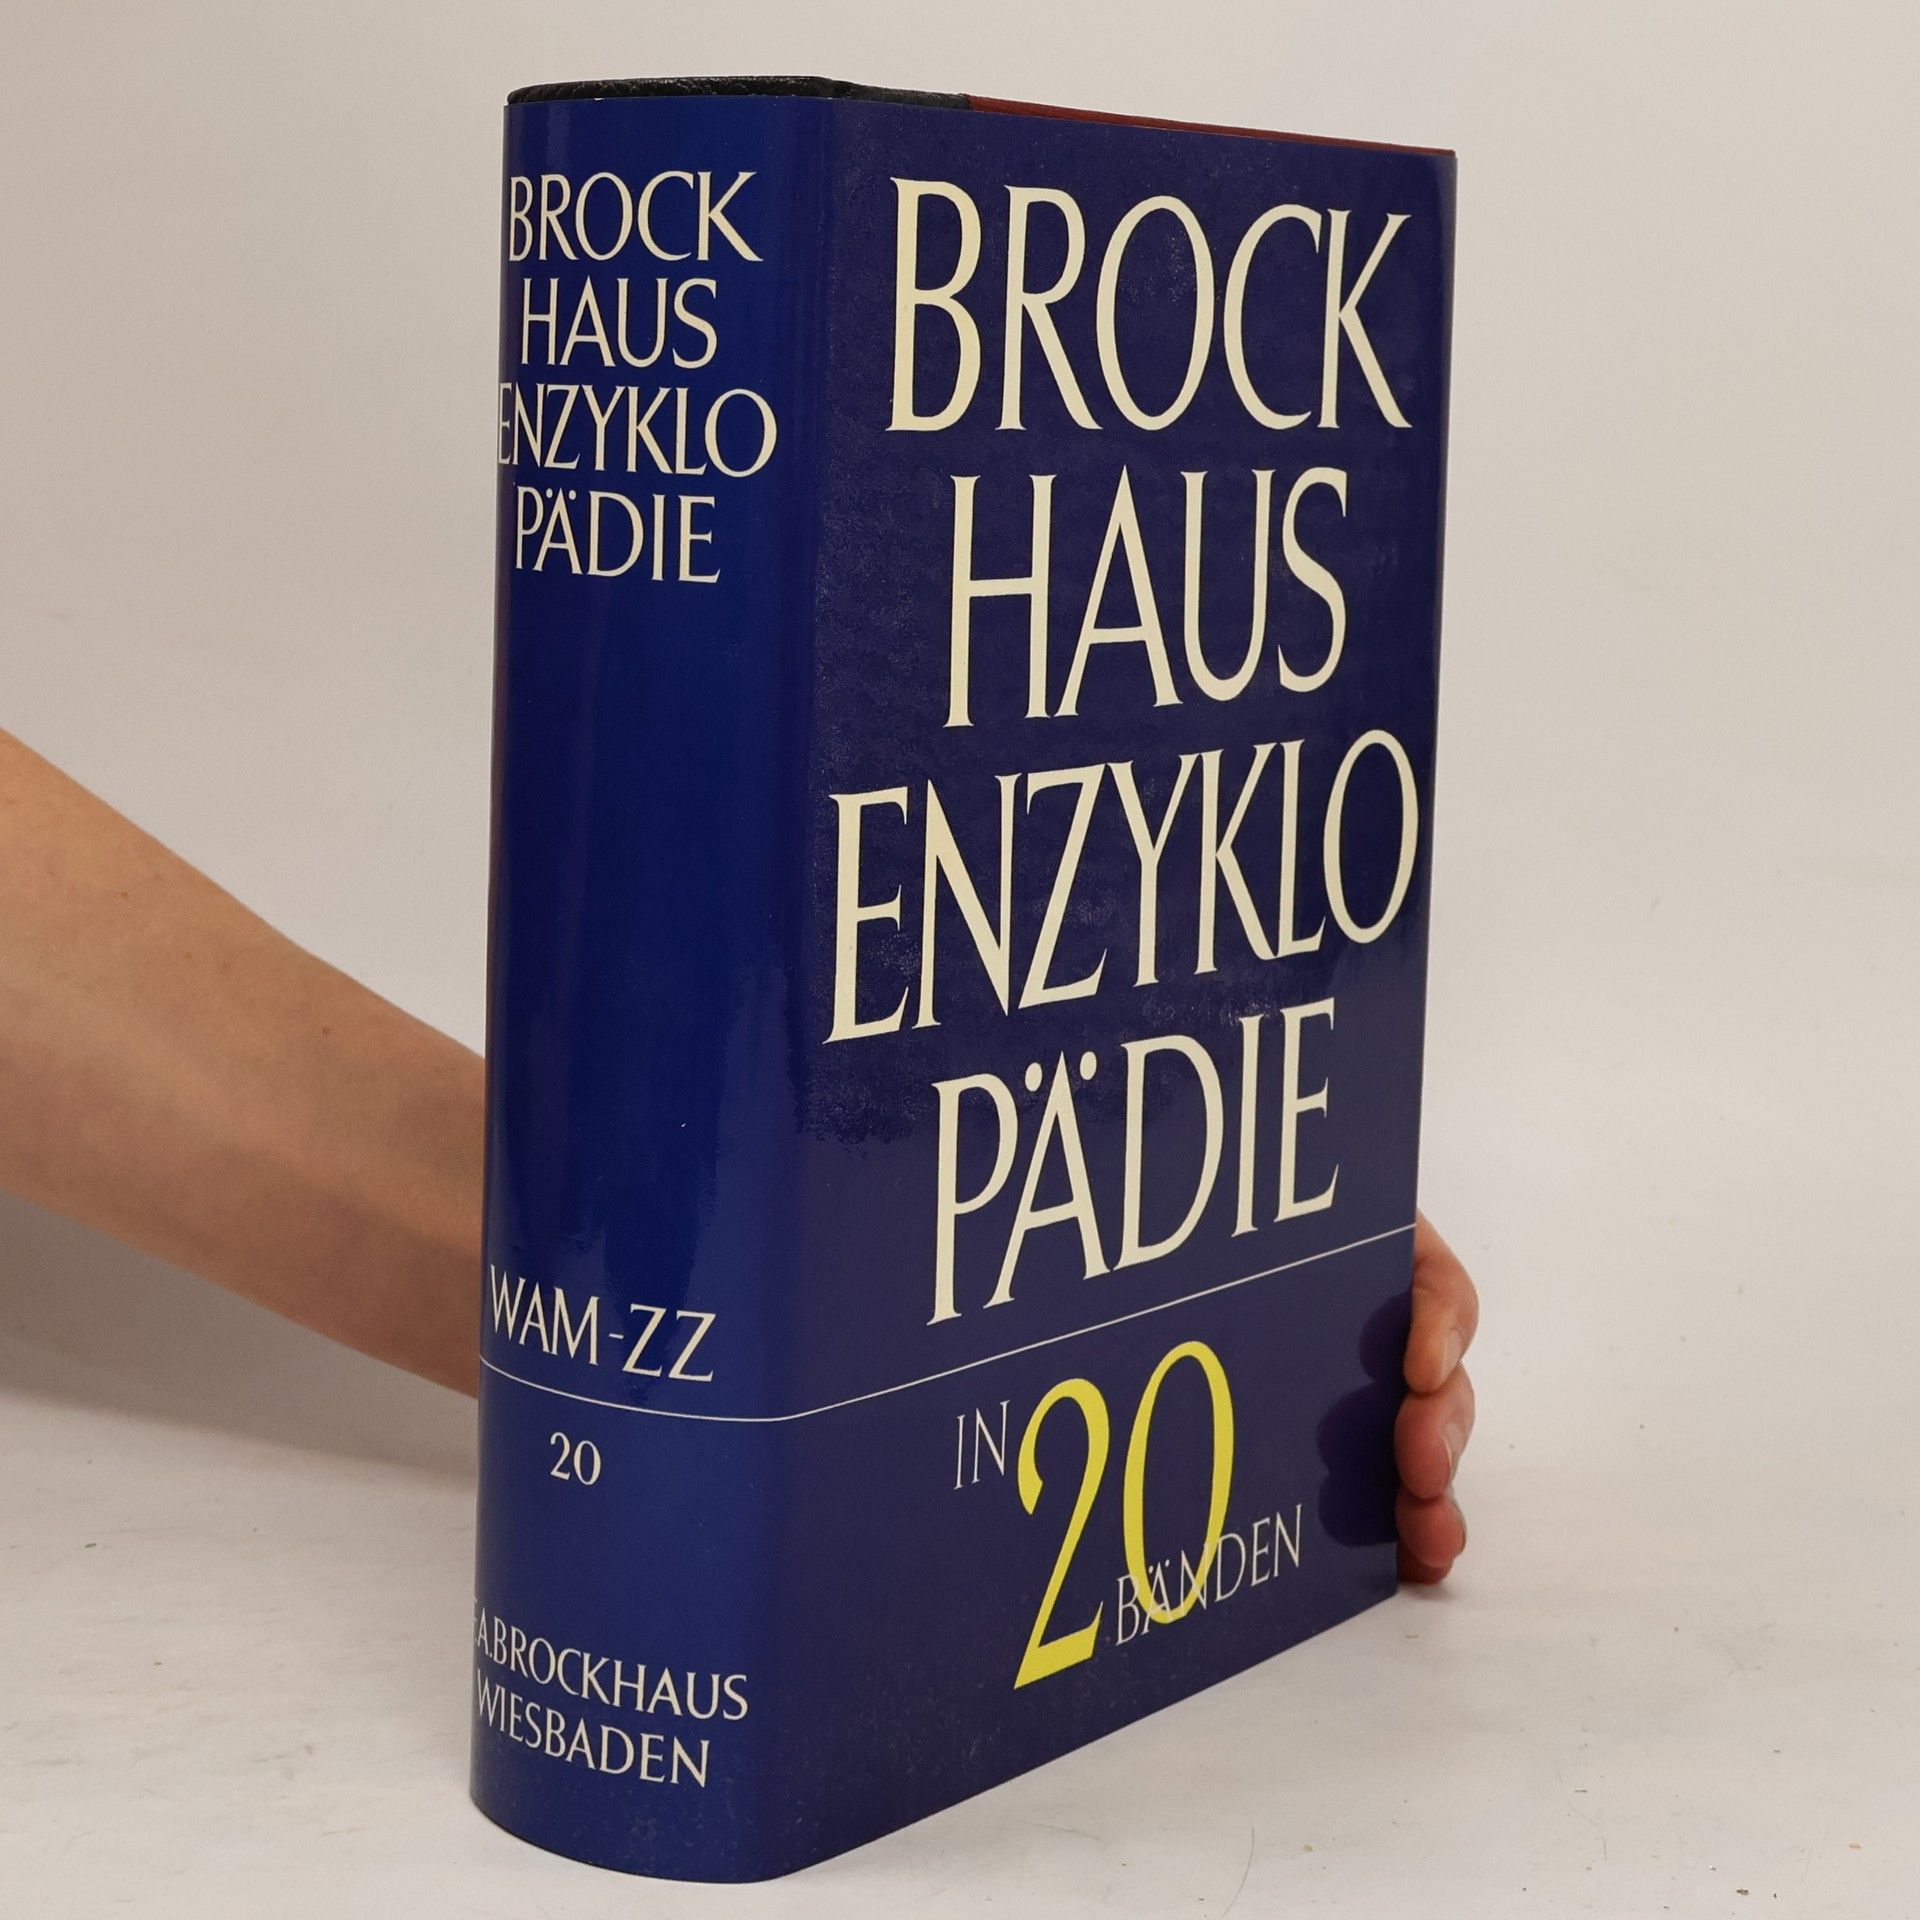 BROCK
HAUS
ENZYKLO
PÄDIE
WAM-ZZ
20
F.A.BROCKHAUS
WIESBADEN
BROCK
HAUS
ENZYKLO
PÄDIE
IN 20
BÄNDEN